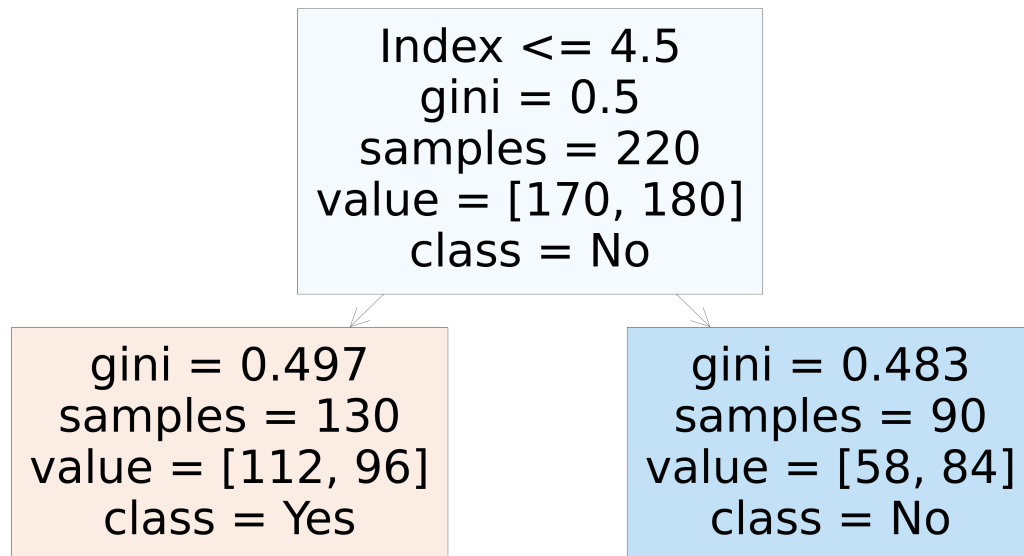 Index <= 4.5
gini = 0.5
samples = 220
value = [170, 180]
class = No
gini = 0.497
samples = 130
value = [112, 96]
class = Yes
gini = 0.483
samples = 90
value = [58, 84]
class = No